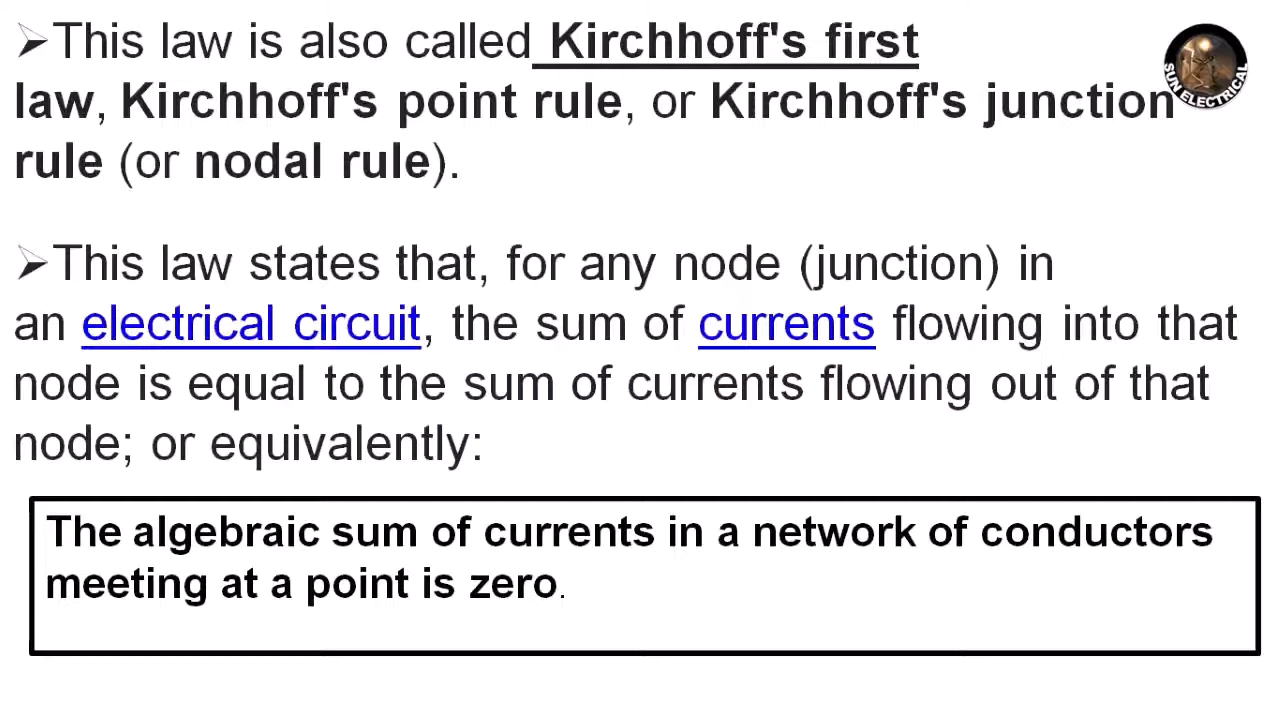 ➢This law is also called Kirchhoff's first
law, Kirchhoff's point rule, or Kirchhoff's junction
rule (or nodal rule).
➢This law states that, for any node (junction) in
an electrical circuit, the sum of currents flowing into that
node is equal to the sum of currents flowing out of that
node; or equivalently:
The algebraic sum of currents in a network of conductors
meeting at a point is zero.
SUN ELECTRICAL